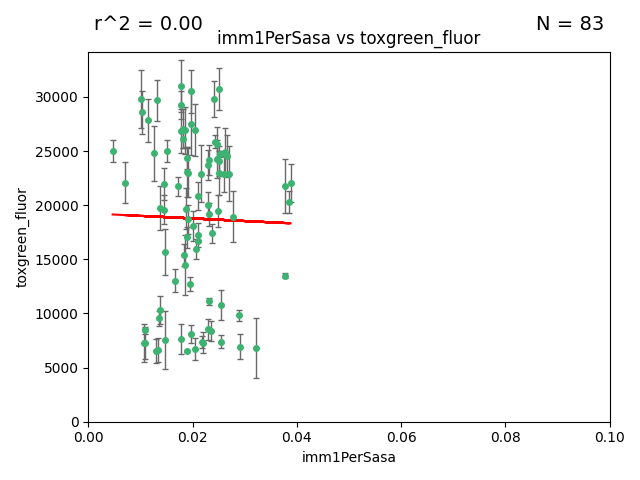 r^2 = 0.00
N = 83
imm1PerSasa vs toxgreen_fluor
30000
25000
20000
15000
10000
5000
0
toxgreen_fluor
0.00
0.02
0.04
0.06
0.08
0.10
imm1PerSasa